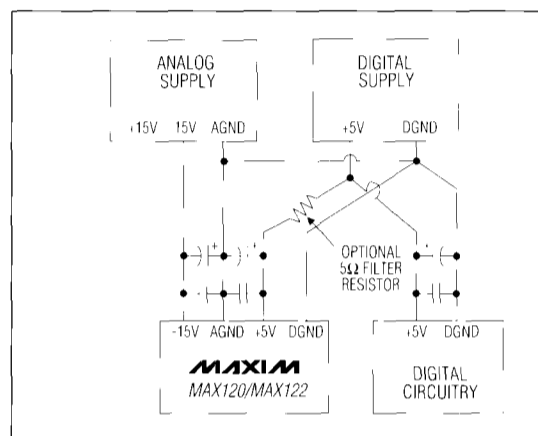 ANALOG
SUPPLY
DIGITAL
SUPPLY
+15V 15V AGND
+5V DGND
OPTIONAL
5Ω FILTER
RESISTOR
-15V AGND +5V DGND
+5V DGND
MAXIM
MAX120/MAX122
DIGITAL
CIRCUITRY